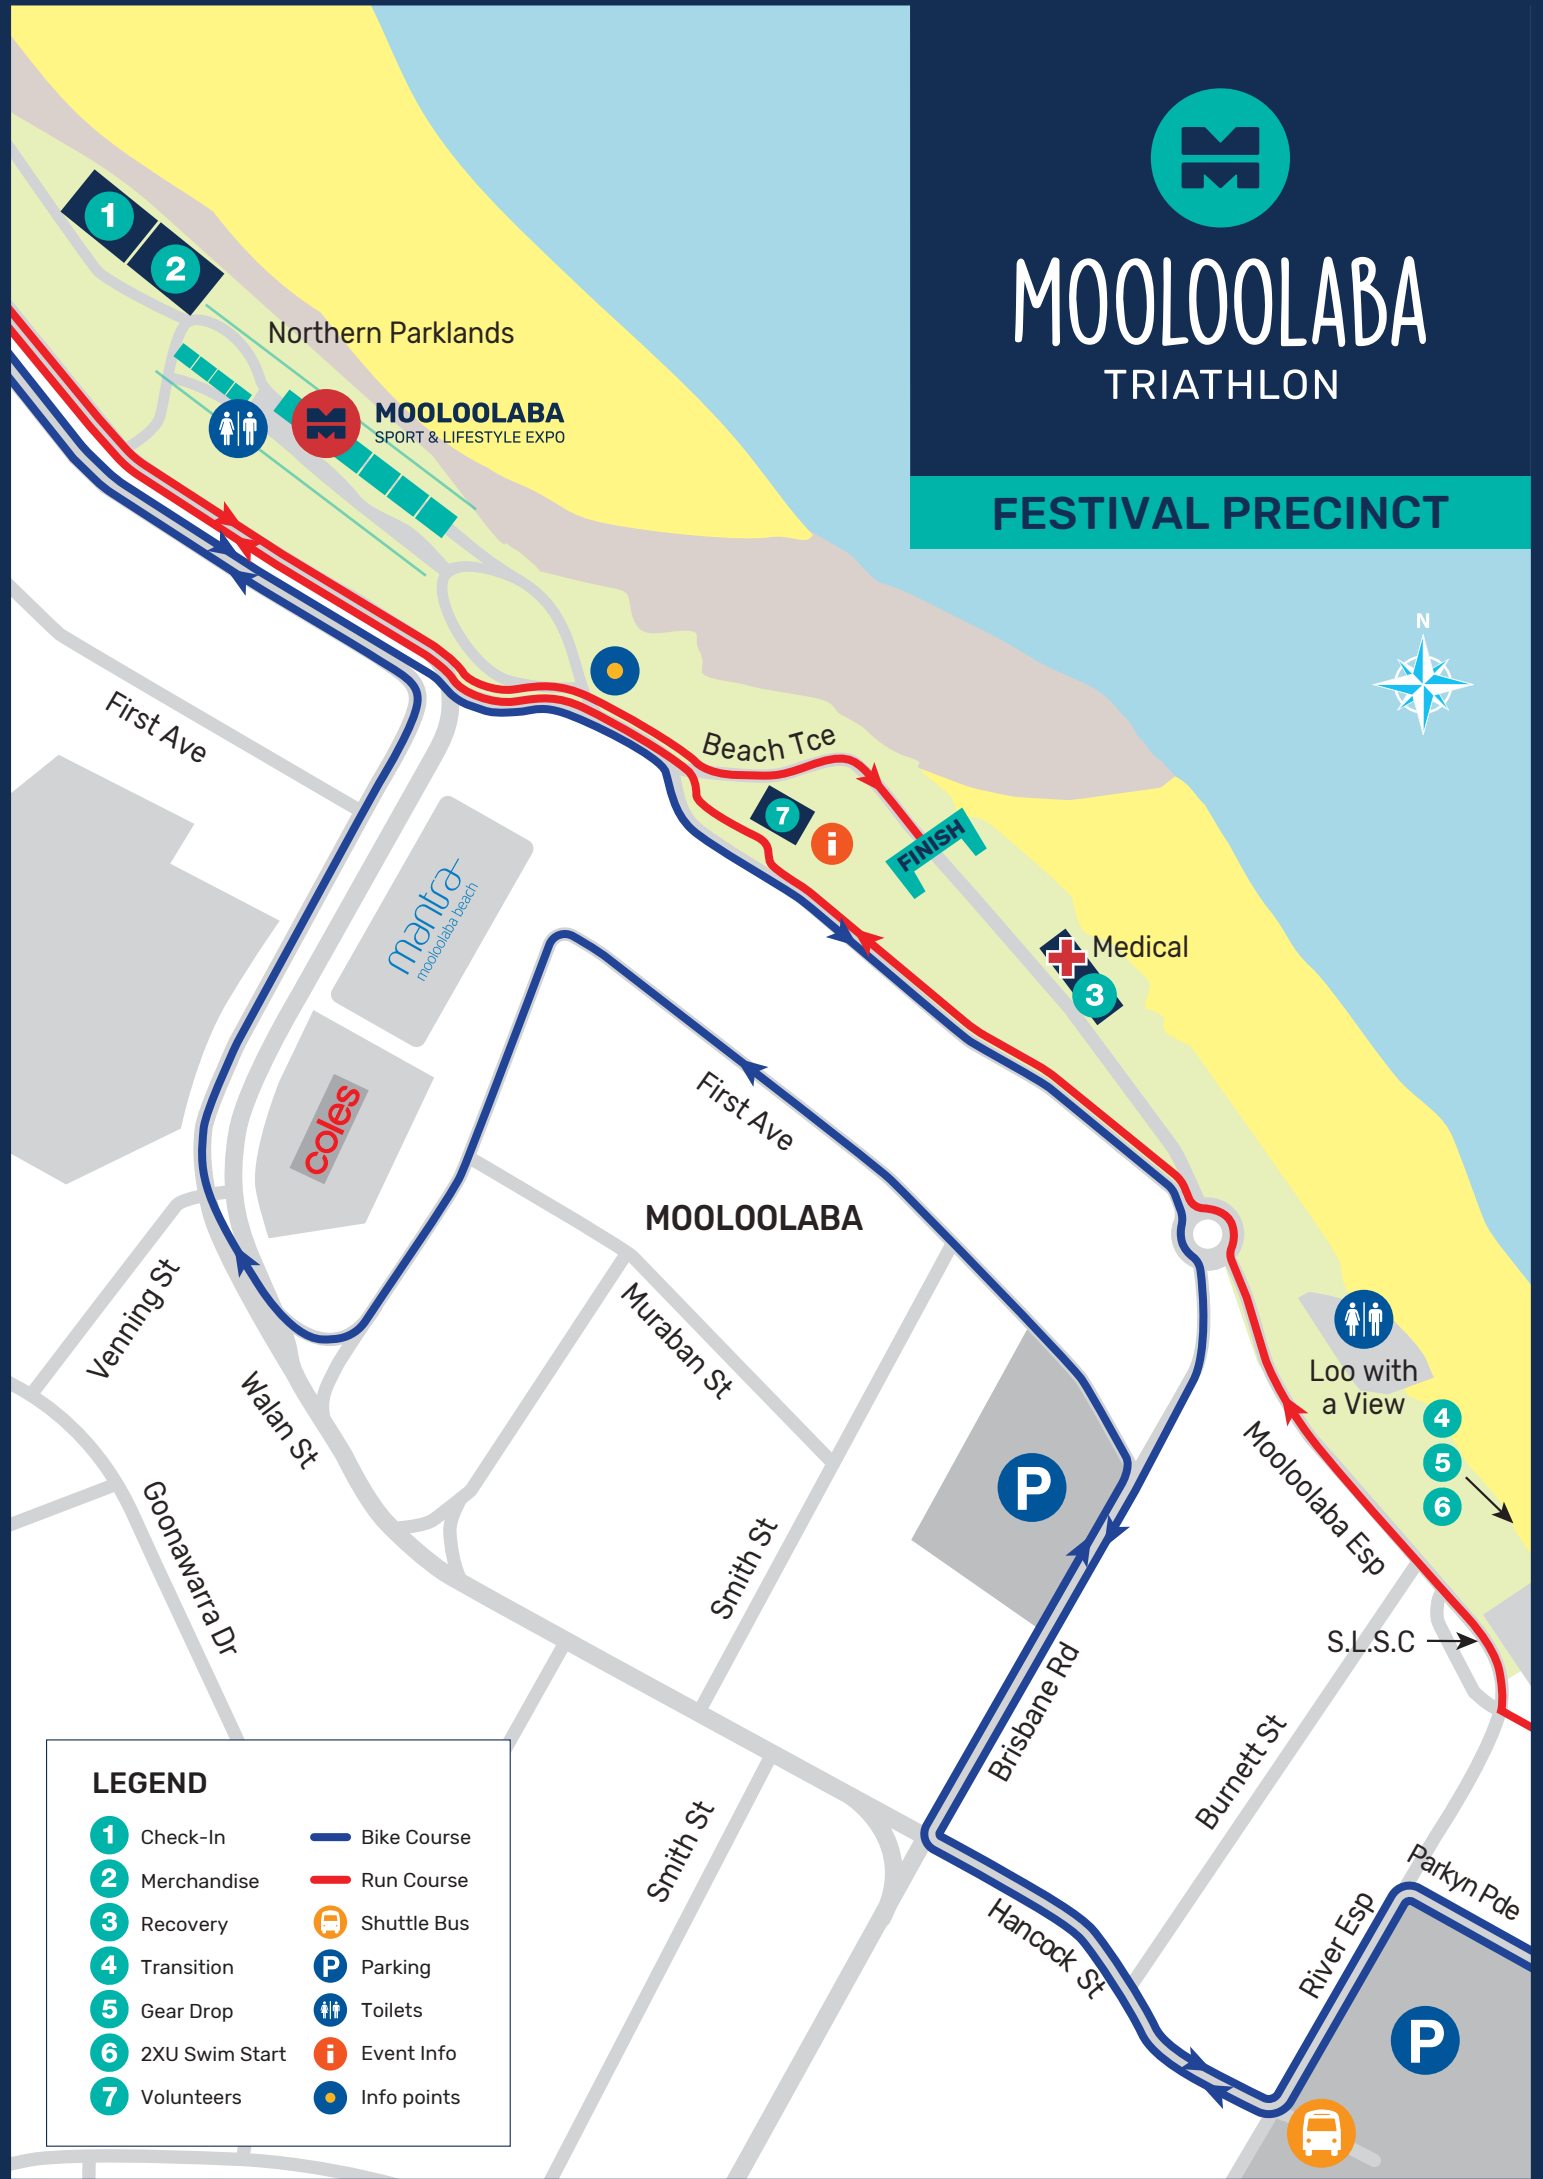 MOOLOOLABA
TRIATHLON
FESTIVAL PRECINCT
N
1
2
Northern Parklands
MOOLOOLABA
SPORT & LIFESTYLE EXPO
First Ave
Beach Tce
7
i
FINISH
mantra
mooloolaba beach
Medical
3
coles
First Ave
MOOLOOLABA
Venning St
Muraban St
Walan St
Loo with
a View
4
5
6
Mooloolaba Esp
P
Goonawarra Dr
Smith St
S.L.S.C
Brisbane Rd
Burnett St
Smith St
Parkyn Pde
Hancock St
River Esp
P
LEGEND
1 Check-In
2 Merchandise
3 Recovery
4 Transition
5 Gear Drop
6 2XU Swim Start
7 Volunteers
Bike Course
Run Course
Shuttle Bus
P Parking
Toilets
i Event Info
Info points